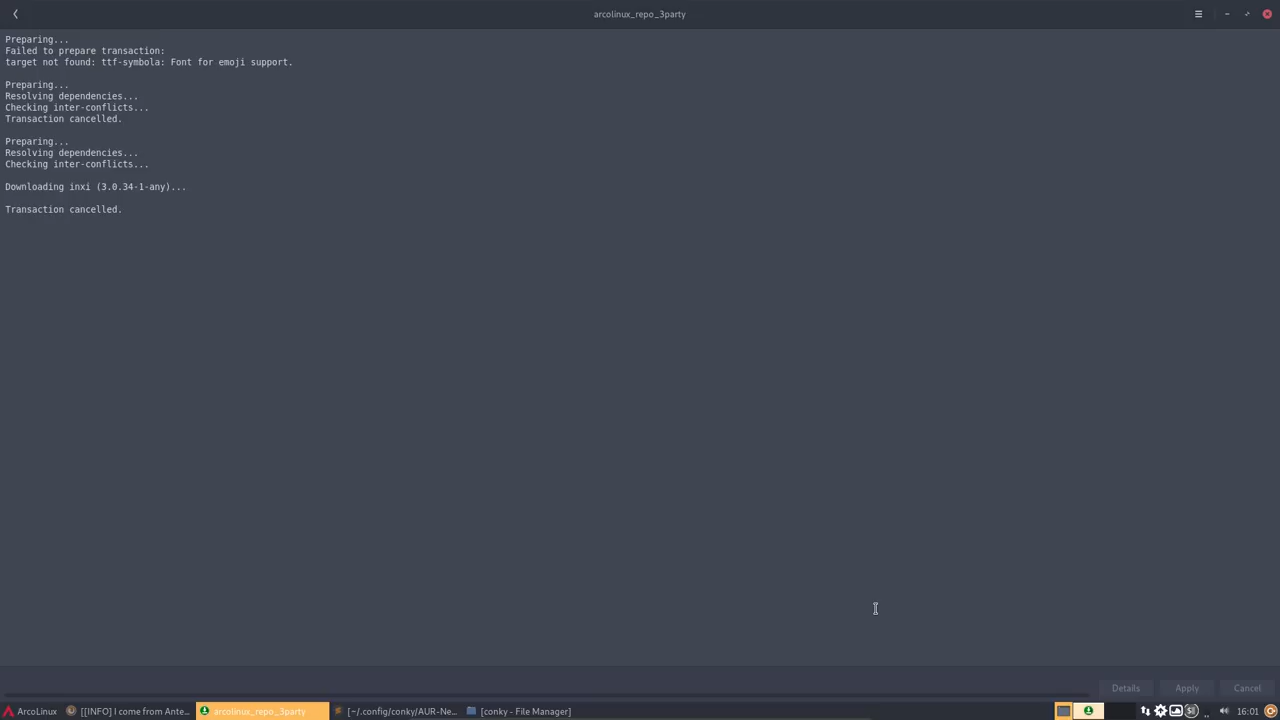 arcolinux_repo_3party
Preparing...
Failed to prepare transaction:
target not found: ttf-symbola: Font for emoji support.
Preparing...
Resolving dependencies...
Checking inter-conflicts...
Transaction cancelled.
Preparing...
Resolving dependencies...
Checking inter-conflicts...
Downloading inxi (3.0.34-1-any)...
Transaction cancelled.
Details
Apply
Cancel
ArcoLinux
[[INFO] I come from Ante...
arcolinux_repo_3party
[~/.config/conky/AUR-Ne...
[conky - File Manager]
16:01